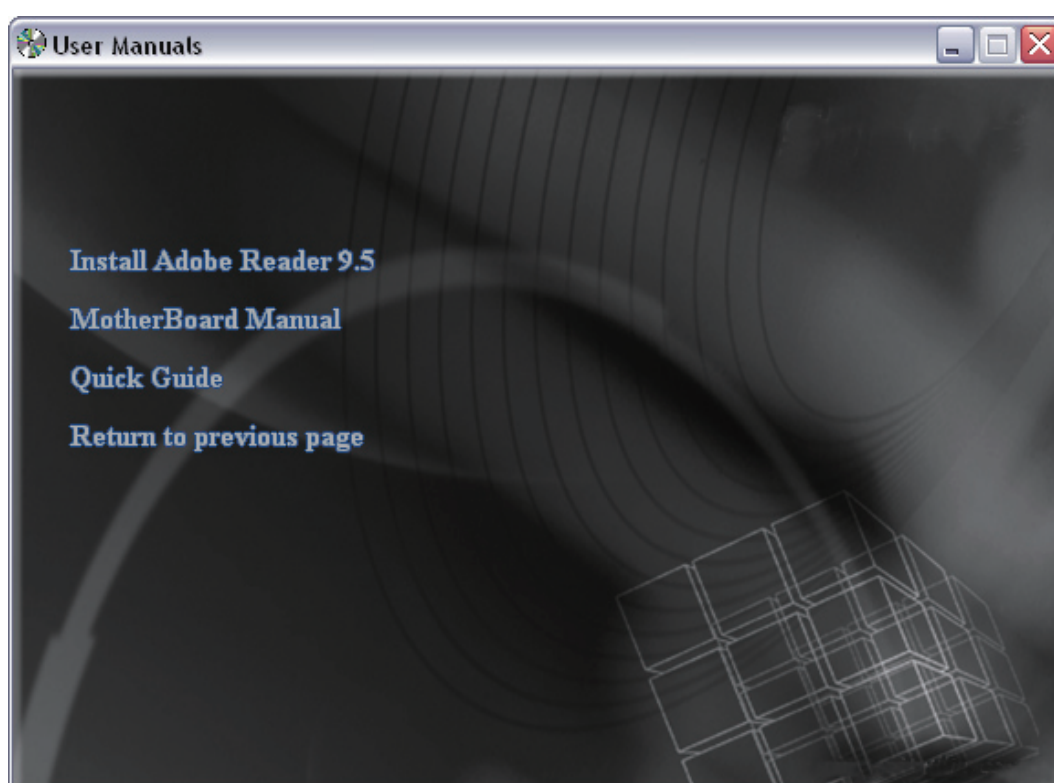 User Manuals
Install Adobe Reader 9.5
MotherBoard Manual
Quick Guide
Return to previous page